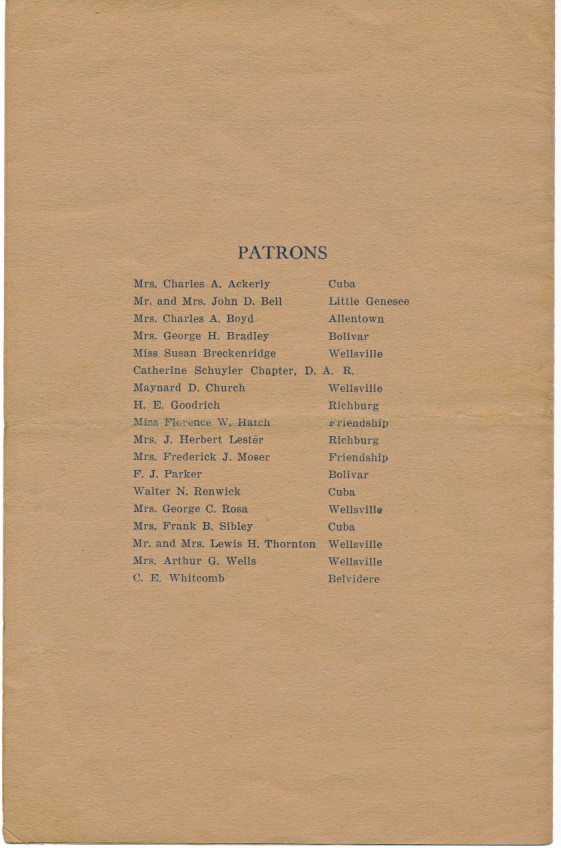 PATRONS
Mrs. Charles A. Ackerly Cuba
Mr. and Mrs. John D. Bell Little Genesee
Mrs. Charles A. Boyd Allentown
Mrs. George H. Bradley Bolivar
Miss Susan Breckenridge Wellsville
Catherine Schuyler Chapter, D. A. R.
Maynard D. Church Wellsville
H. E. Goodrich Richburg
Miss Florence W. Hatch Friendship
Mrs. J. Herbert Lester Richburg
Mrs. Frederick J. Moser Friendship
F. J. Parker Bolivar
Walter N. Renwick Cuba
Mrs. George C. Rosa Wellsville
Mrs. Frank B. Sibley Cuba
Mr. and Mrs. Lewis H. Thornton Wellsville
Mrs. Arthur G. Wells Wellsville
C. E. Whitcomb Belvidere